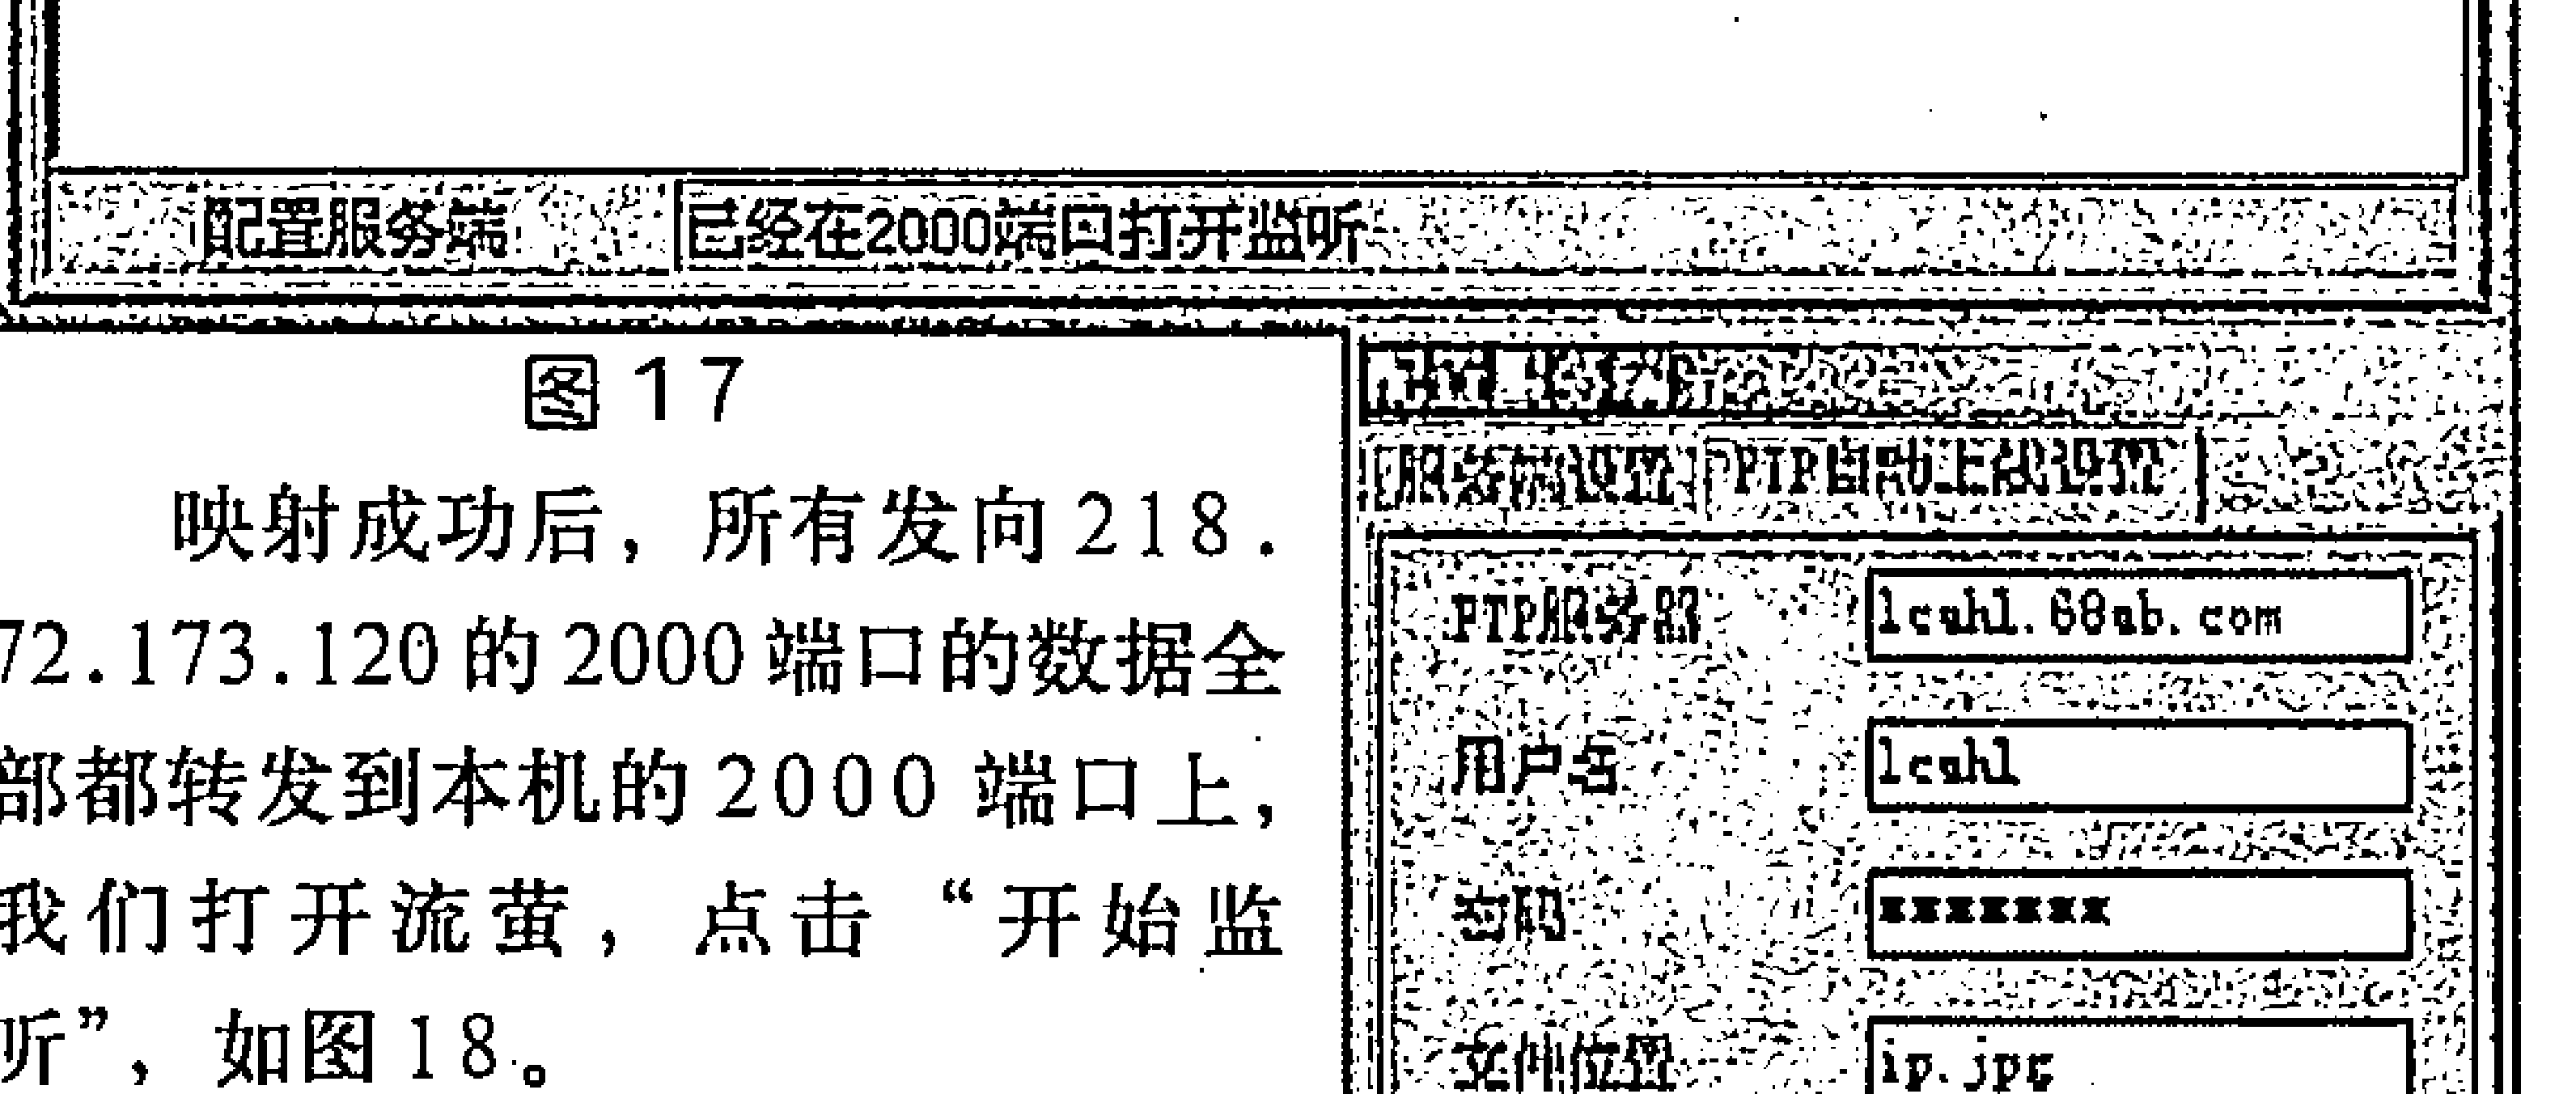 配置服务端 已经在2000端口打开监听
图17
映射成功后，所有发向218.
72.173.120的2000端口的数据全
部都转发到本机的2000端口上，
我们打开流萤，点击“开始监
听”，如图18。
服务端设置 FTP自动上线设置
FTP服务器
用户名
密码 *******
文件位置 ip.jpg